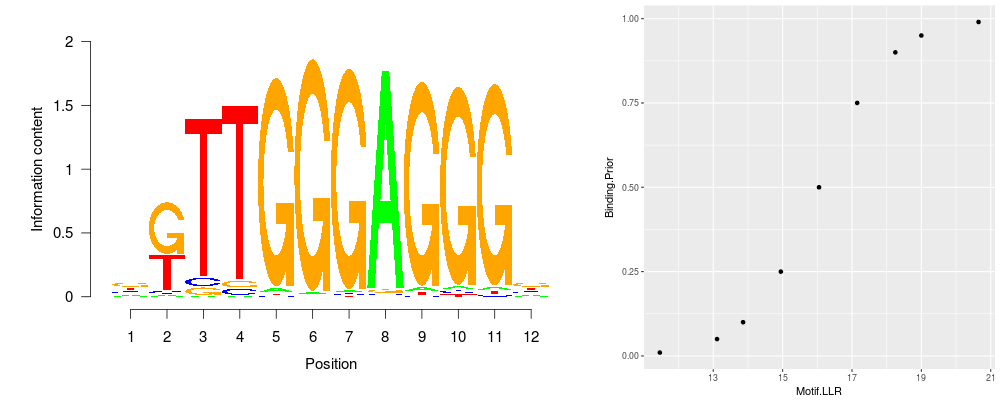 2
1.5
1
0.5
0
Information content
G
T T T G G G A G G G
1 2 3 4 5 6 7 8 9 10 11 12
Position
1.00
0.75
0.50
0.25
0.00
Binding.Prior
13 15 17 19 21
Motif.LLR